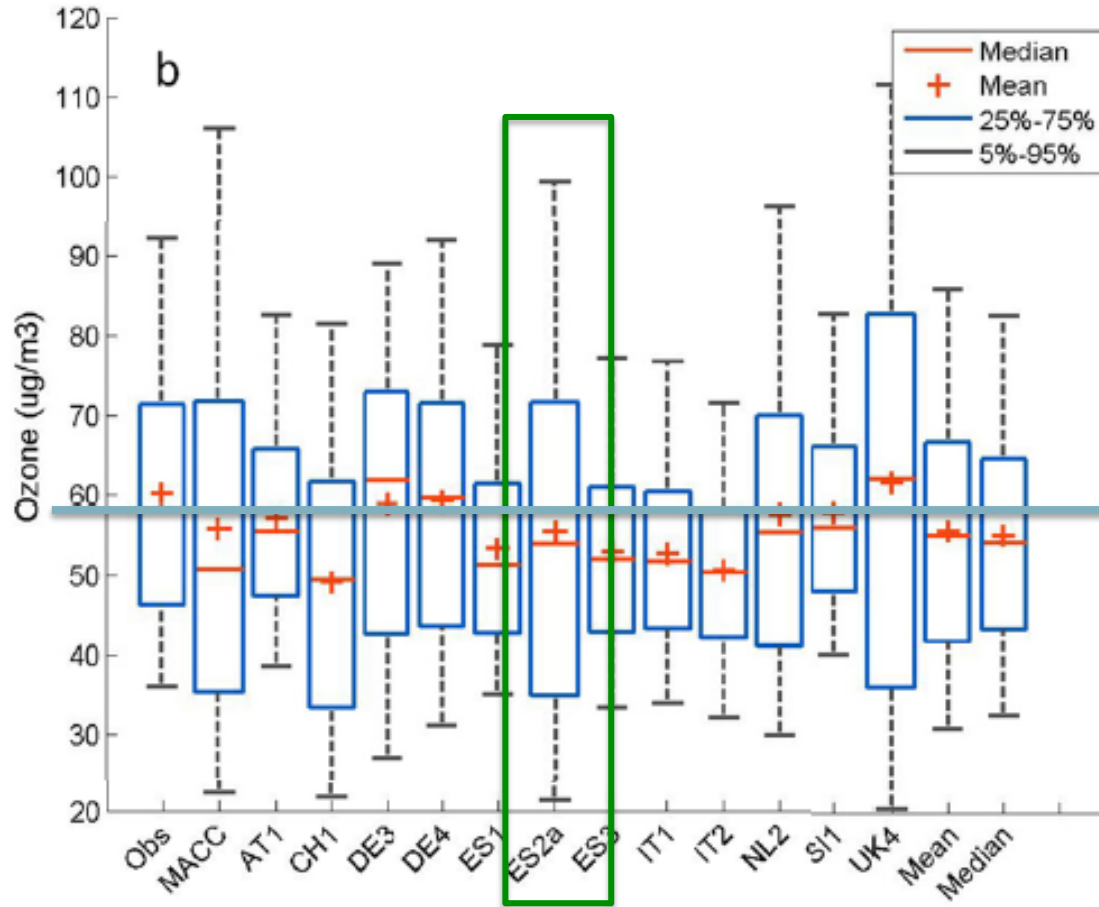 120
110
100
90
80
70
60
50
40
30
20
Ozone (ug/m3)
b
Median
Mean
25%-75%
5%-95%
Obs
MACC
AT1
CH1
DE3
DE4
ES1
ES2a
ES3
IT1
IT2
NL2
SI1
UK4
Mean
Median